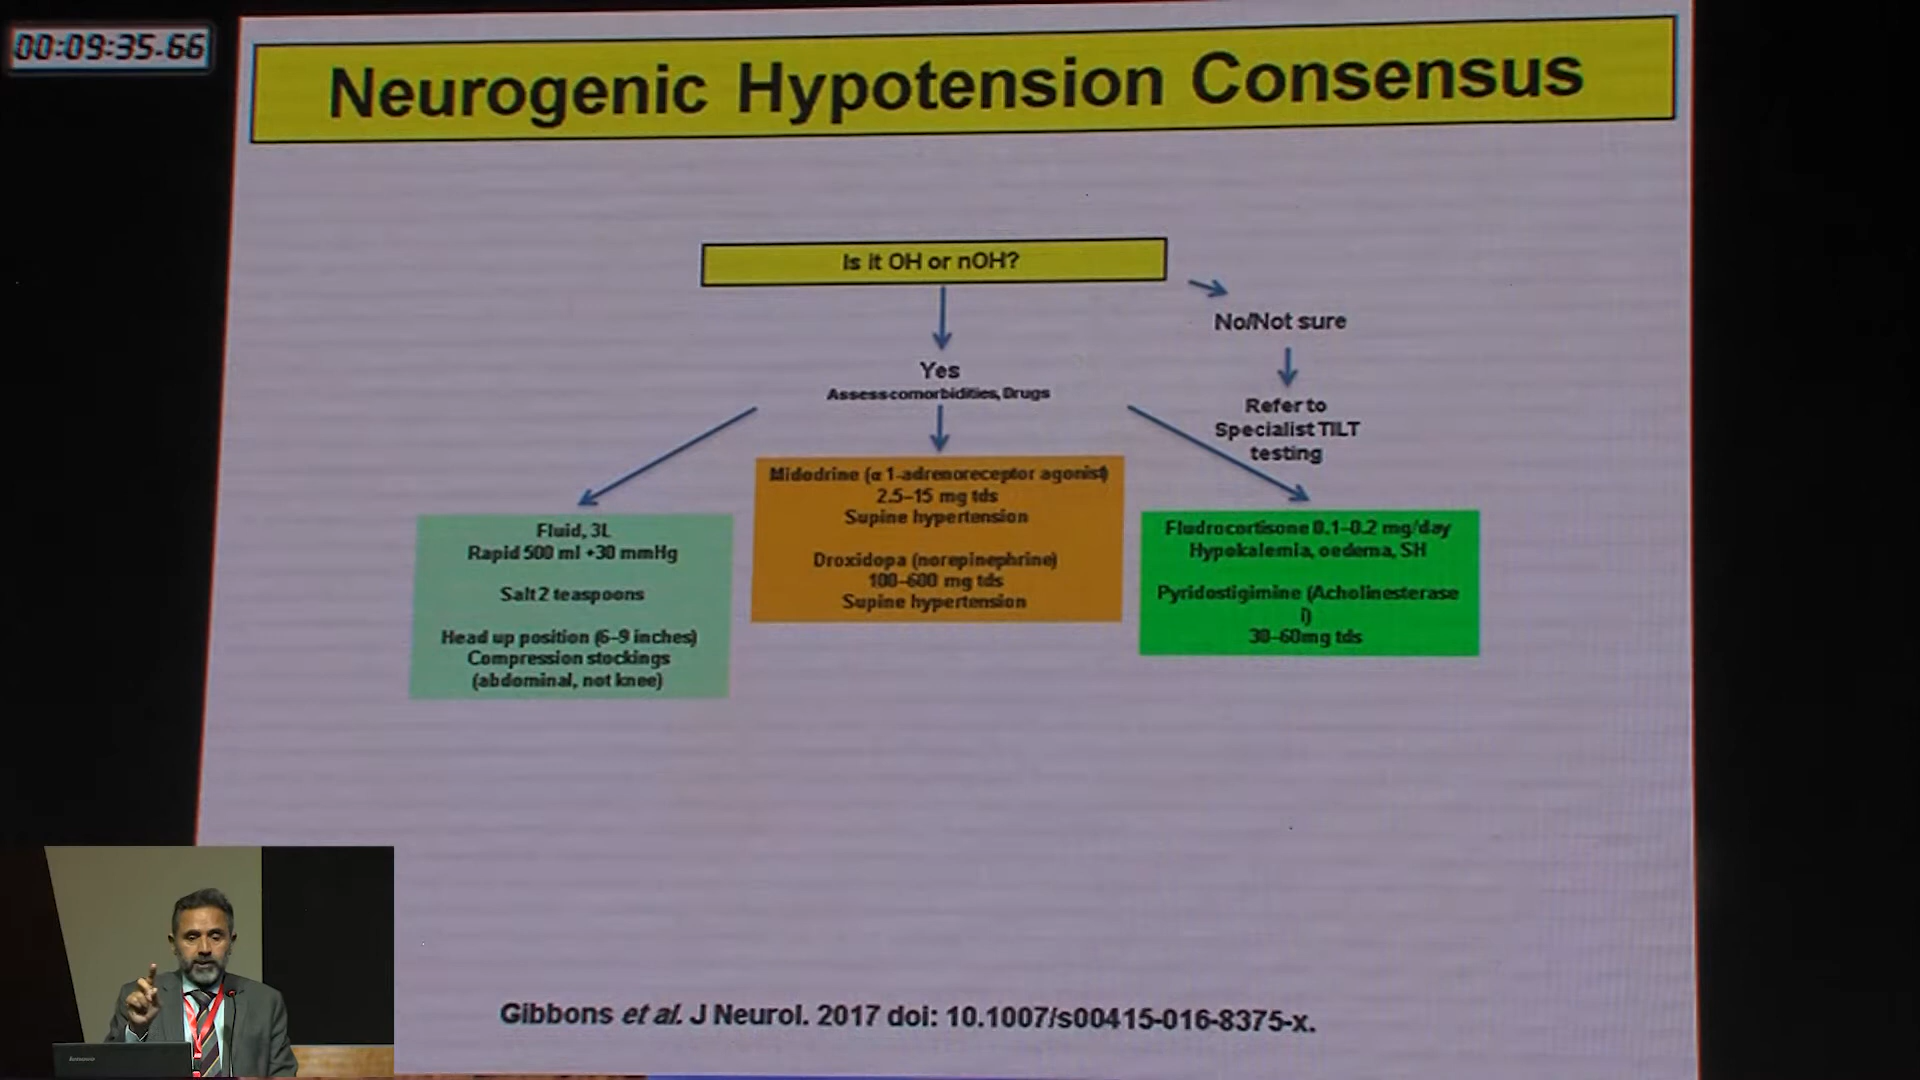 00:09:35.66
Neurogenic Hypotension Consensus
Is it OH or nOH?
No/Not sure
Yes
Assess comorbidities, Drugs
Refer to
Specialist TILT
testing
Fluid, 3L
Rapid 500 ml +30 mmHg
Salt 2 teaspoons
Head up position (6–9 inches)
Compression stockings
(abdominal, not knee)
Midodrine (α 1-adrenoreceptor agonist)
2.5–15 mg tds
Supine hypertension
Droxidopa (norepinephrine)
100–600 mg tds
Supine hypertension
Fludrocortisone 0.1–0.2 mg/day
Hypokalemia, oedema, SH
Pyridostigimine (Acholinesterase
I)
30–60mg tds
Gibbons et al. J Neurol. 2017 doi: 10.1007/s00415-016-8375-x.
lenovo